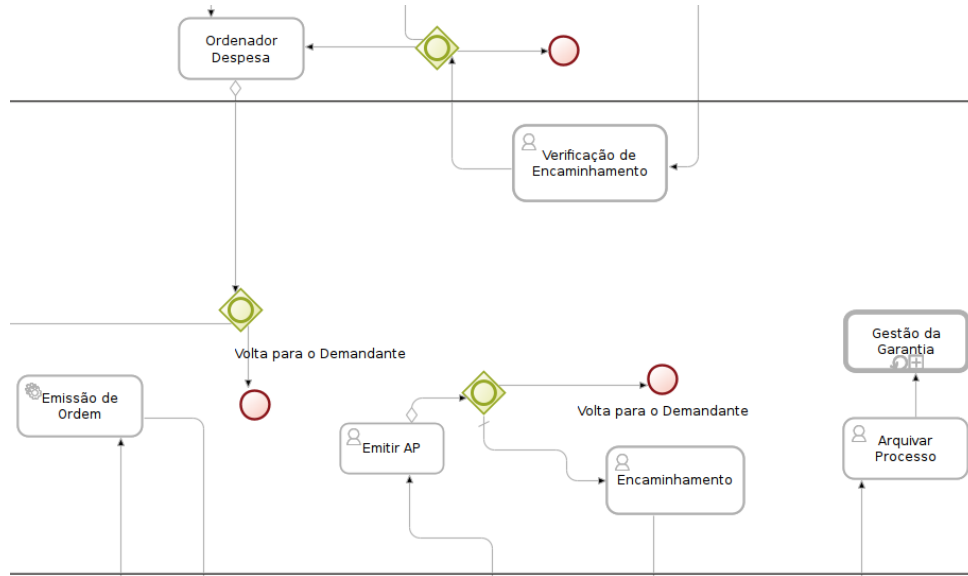 Ordenador
Despesa
Verificação de
Encaminhamento
Volta para o Demandante
Gestão da
Garantia
Emissão de
Ordem
Volta para o Demandante
Emitir AP
Encaminhamento
Arquivar
Processo